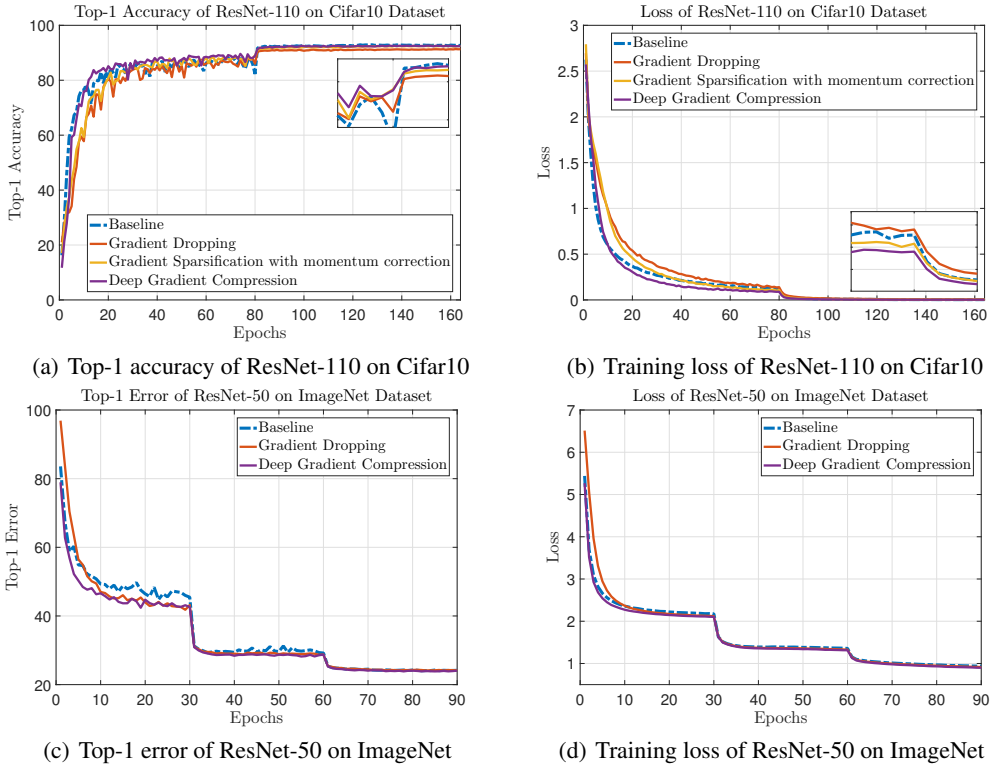 Top-1 Accuracy of ResNet-110 on Cifar10 Dataset
100
80
60
40
20
0
Top-1 Accuracy
Baseline
Gradient Dropping
Gradient Sparsification with momentum correction
Deep Gradient Compression
0 20 40 60 80 100 120 140 160
Epochs
(a) Top-1 accuracy of ResNet-110 on Cifar10
Loss of ResNet-110 on Cifar10 Dataset
3
2.5
2
1.5
1
0.5
0
Loss
Baseline
Gradient Dropping
Gradient Sparsification with momentum correction
Deep Gradient Compression
0 20 40 60 80 100 120 140 160
Epochs
(b) Training loss of ResNet-110 on Cifar10
Top-1 Error of ResNet-50 on ImageNet Dataset
100
80
60
40
20
Top-1 Error
Baseline
Gradient Dropping
Deep Gradient Compression
0 10 20 30 40 50 60 70 80 90
Epochs
(c) Top-1 error of ResNet-50 on ImageNet
Loss of ResNet-50 on ImageNet Dataset
7
6
5
4
3
2
1
Loss
Baseline
Gradient Dropping
Deep Gradient Compression
0 10 20 30 40 50 60 70 80 90
Epochs
(d) Training loss of ResNet-50 on ImageNet